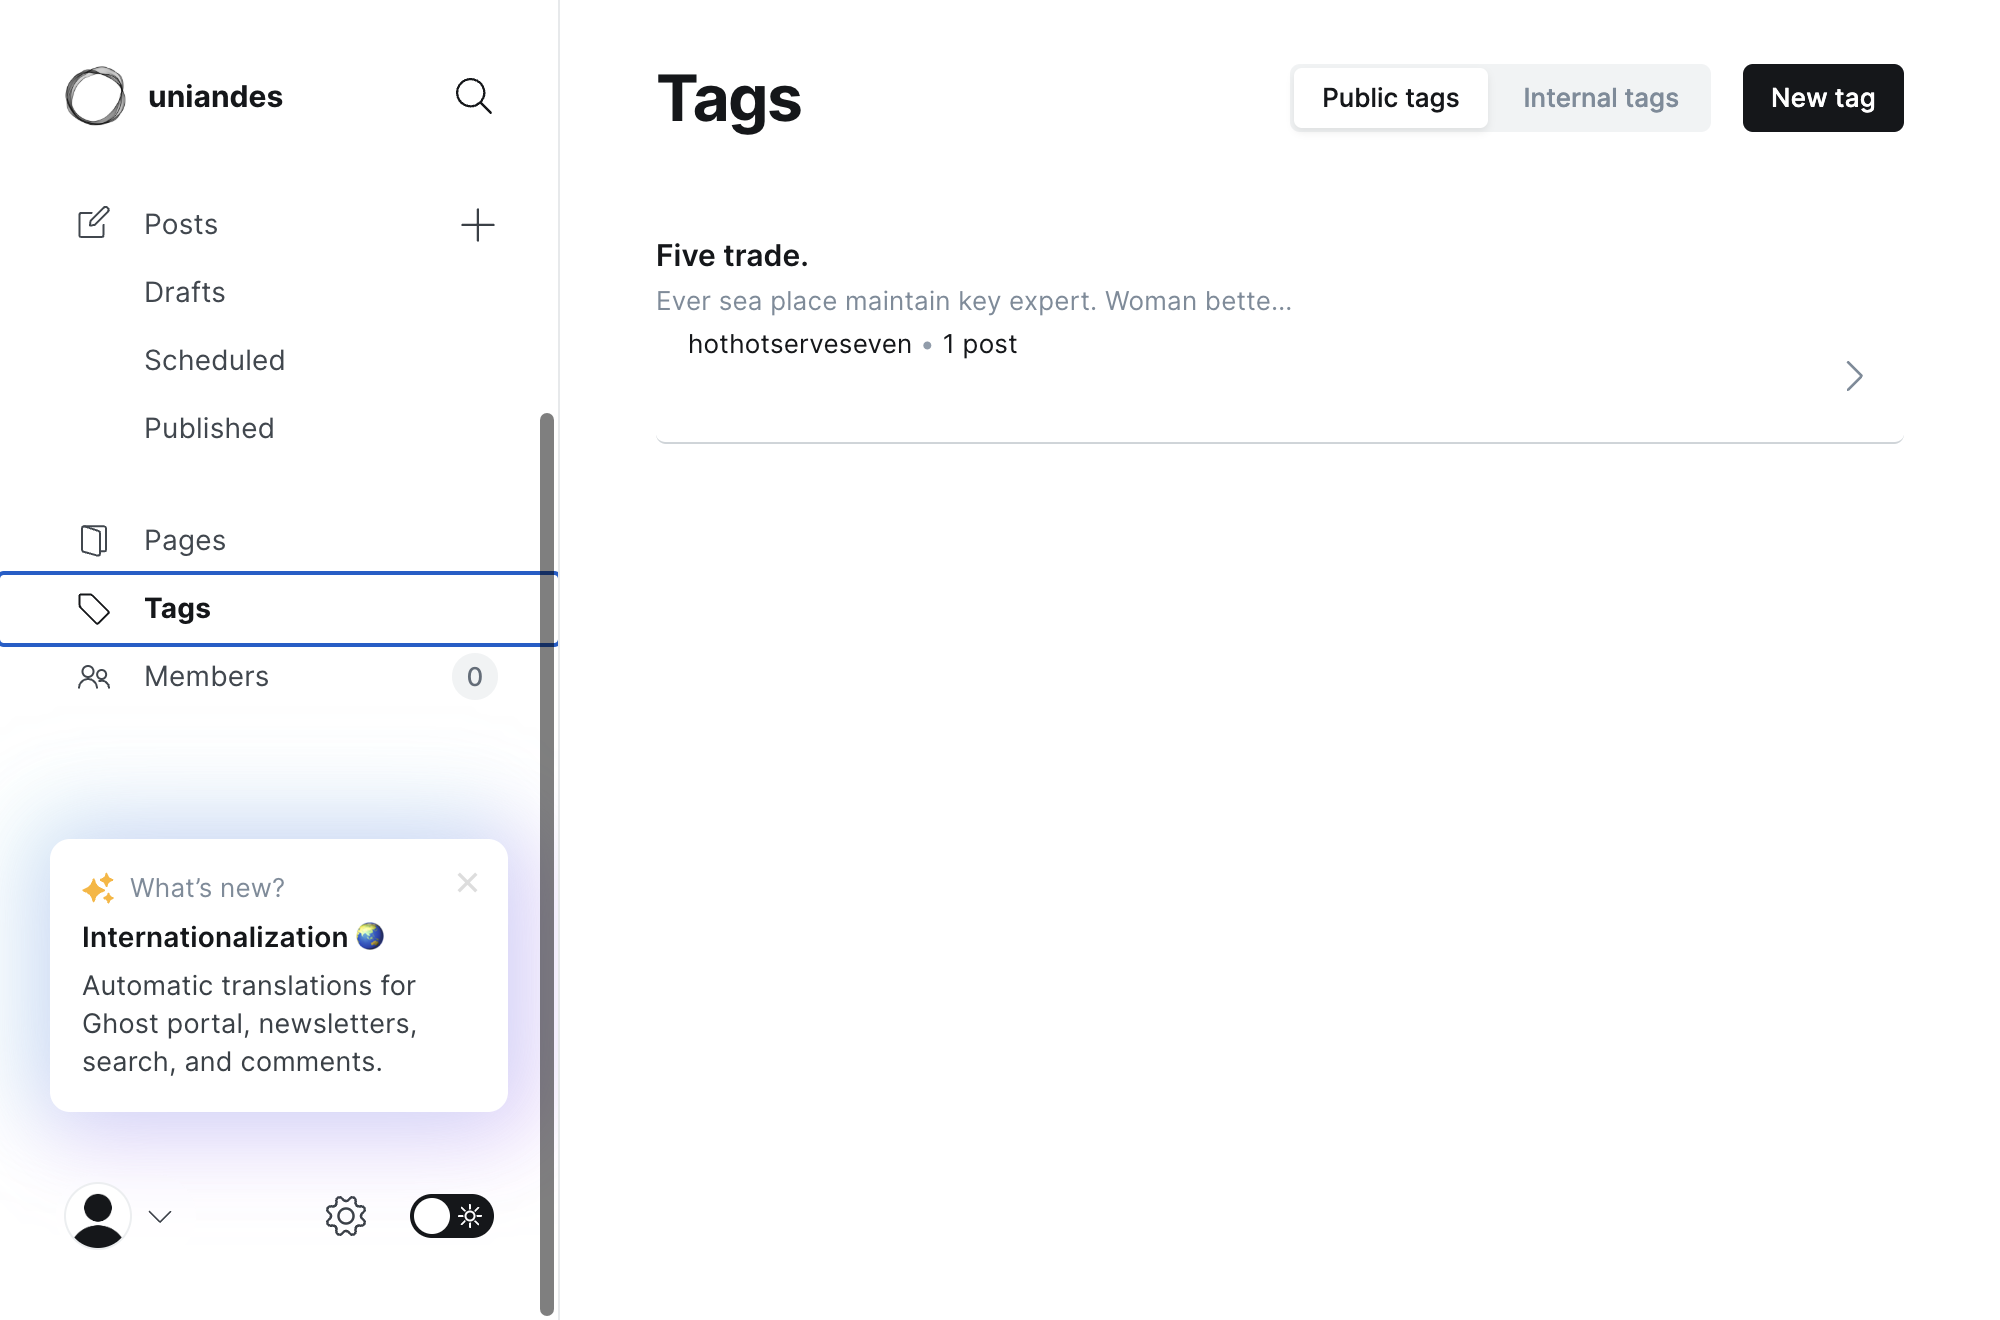 uniandes
Posts
Drafts
Scheduled
Published
Pages
Tags
Members
0
What’s new?
Internationalization
Automatic translations for
Ghost portal, newsletters,
search, and comments.
Tags
Public tags
Internal tags
New tag
Five trade.
Ever sea place maintain key expert. Woman bette...
hothotserveseven • 1 post